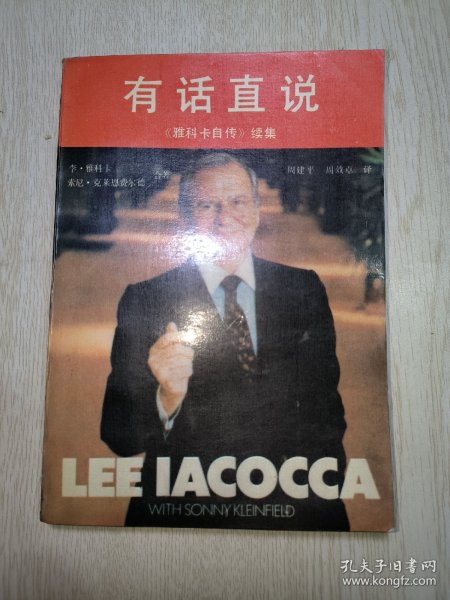 有话直说
《雅科卡自传》续集
李·雅科卡
索尼·克莱恩费尔德
合著
周建平 周效卓 译
LEE IACOCCA
WITH SONNY KLEINFIELD
孔夫子旧书网
www.kongfz.com